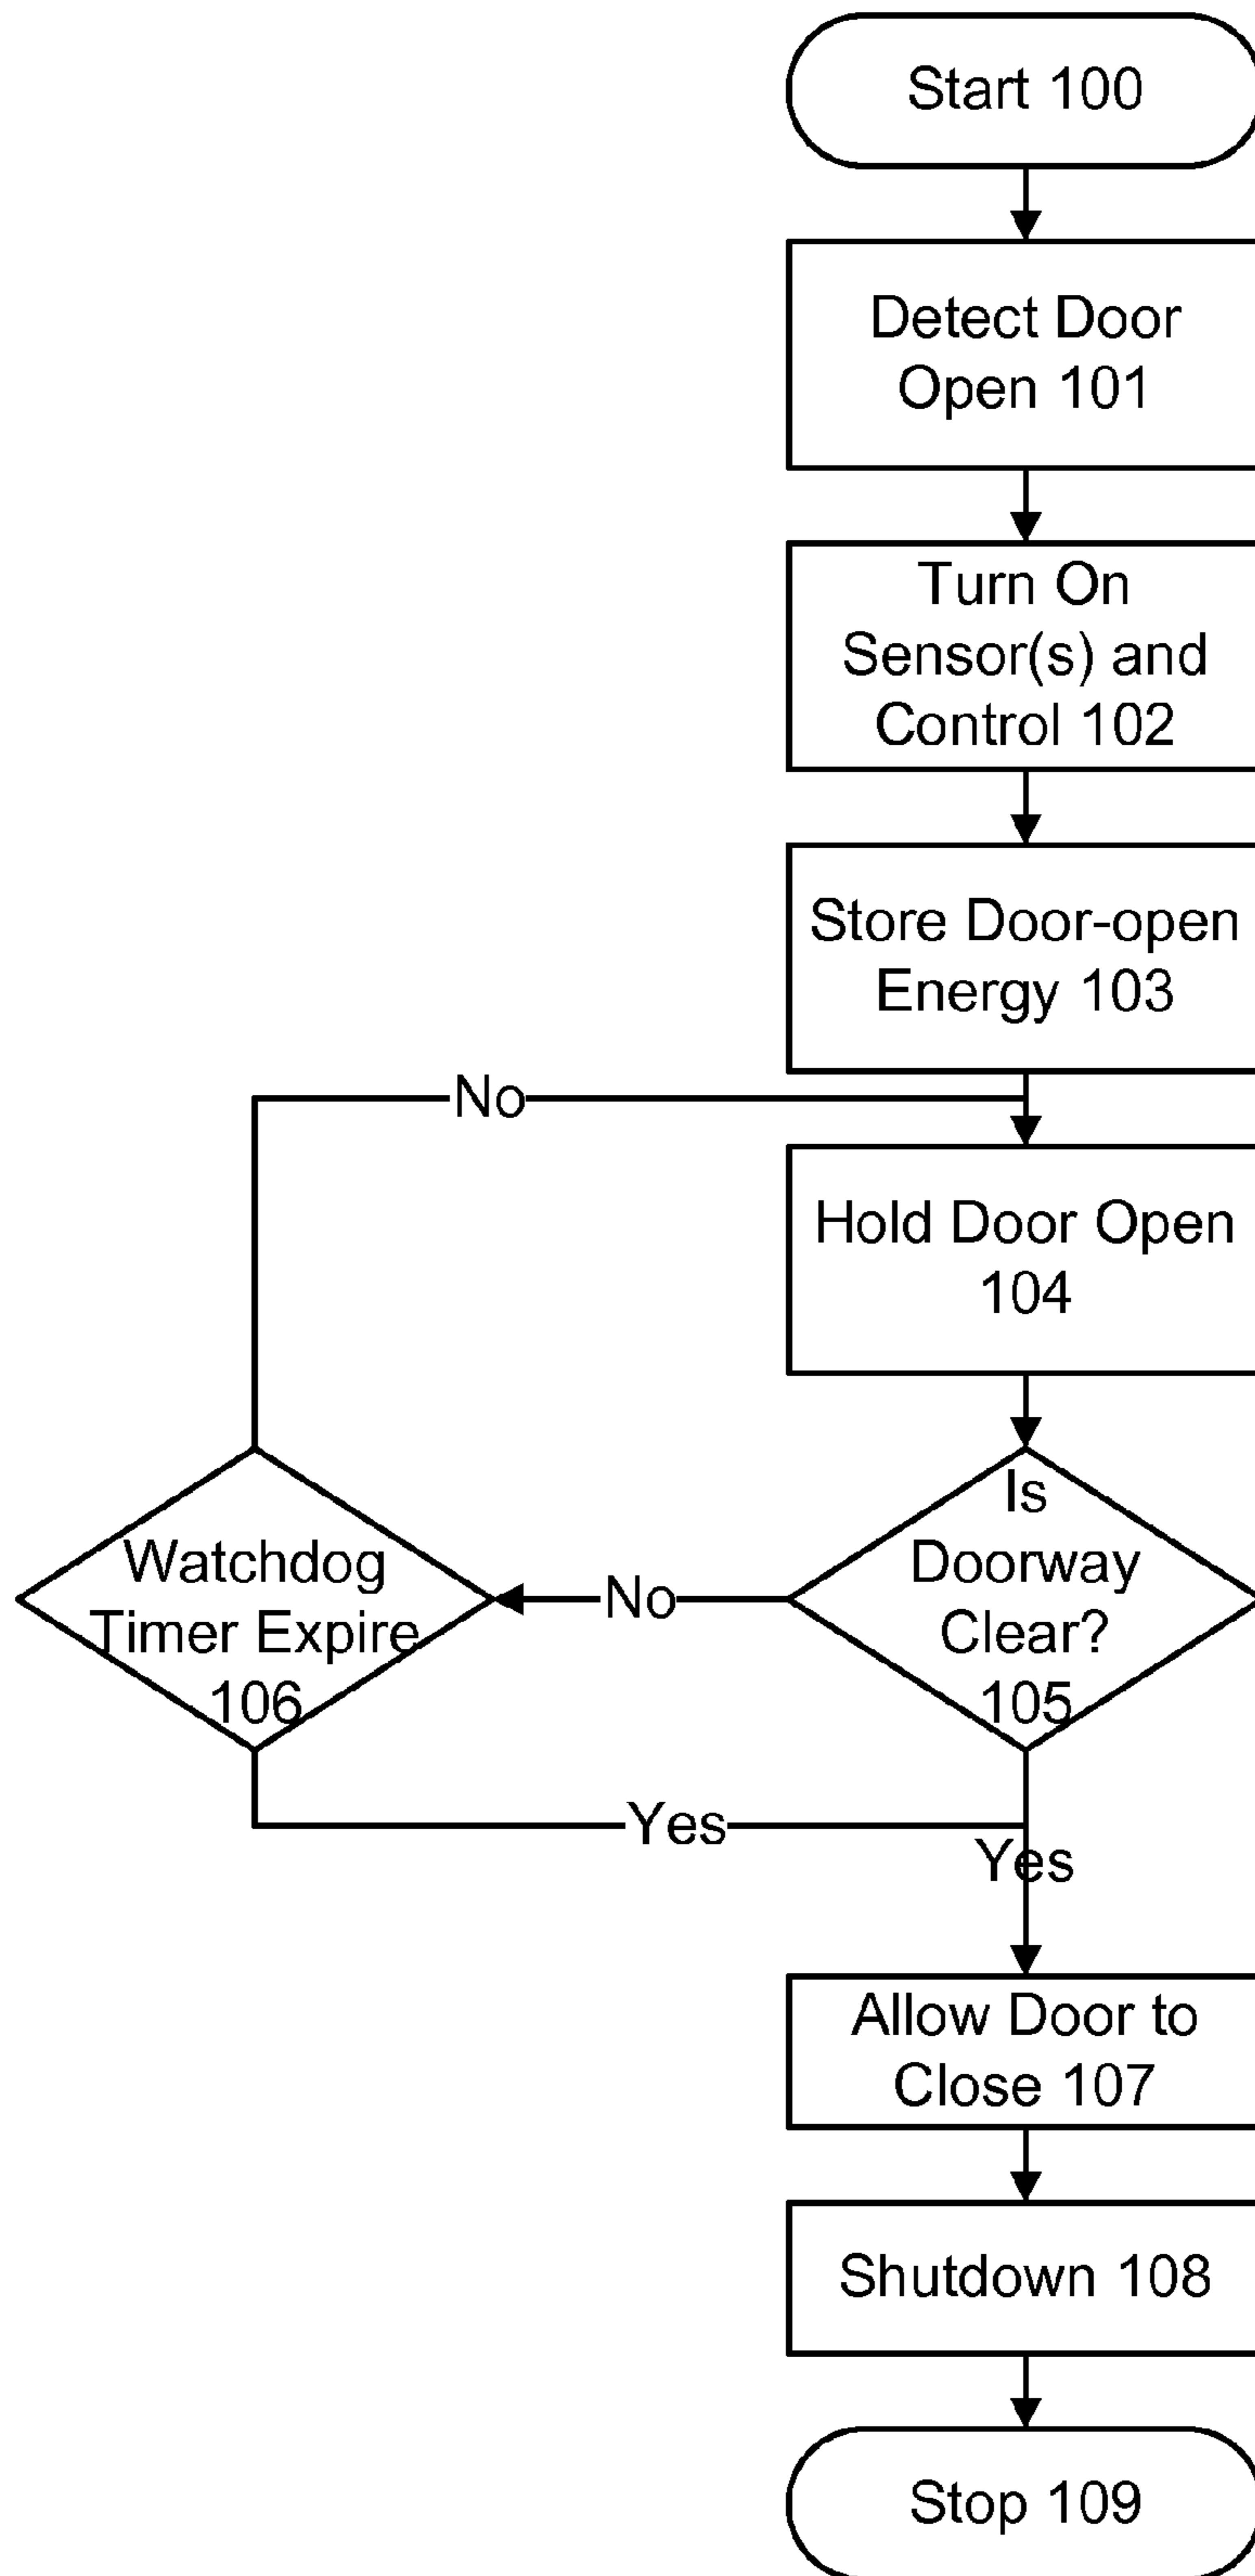 Start 100
Detect Door
Open 101
Turn On
Sensor(s) and
Control 102
Store Door-open
Energy 103
No
Hold Door Open
104
Is
Doorway
Clear?
105
No
Watchdog
Timer Expire
106
Yes
Yes
Allow Door to
Close 107
Shutdown 108
Stop 109